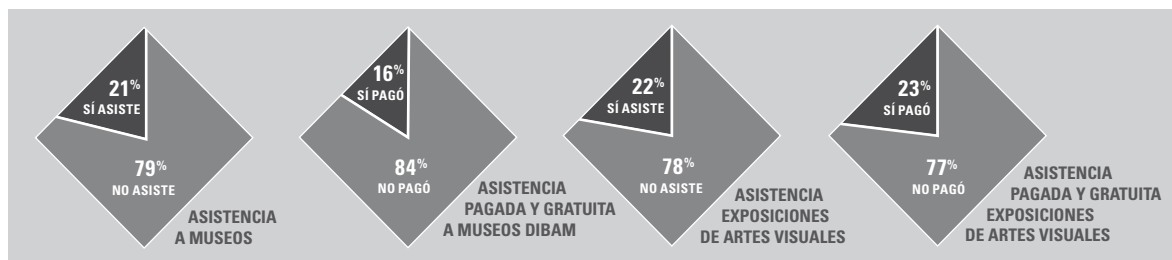 21%
SÍ ASISTE
79%
NO ASISTE
ASISTENCIA
A MUSEOS
16%
SÍ PAGÓ
84%
NO PAGÓ
ASISTENCIA
PAGADA Y GRATUITA
A MUSEOS DIBAM
22%
SÍ ASISTE
78%
NO ASISTE
ASISTENCIA
EXPOSICIONES
DE ARTES VISUALES
23%
SÍ PAGÓ
77%
NO PAGÓ
ASISTENCIA
PAGADA Y GRATUITA
EXPOSICIONES
DE ARTES VISUALES